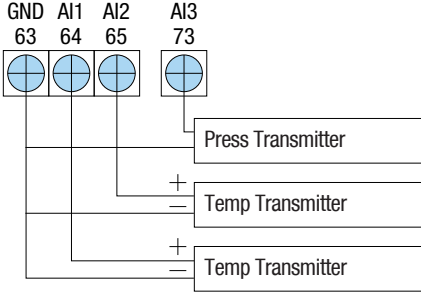 GND AI1 AI2 AI3
63 64 65 73
Press Transmitter
+
− Temp Transmitter
+
− Temp Transmitter